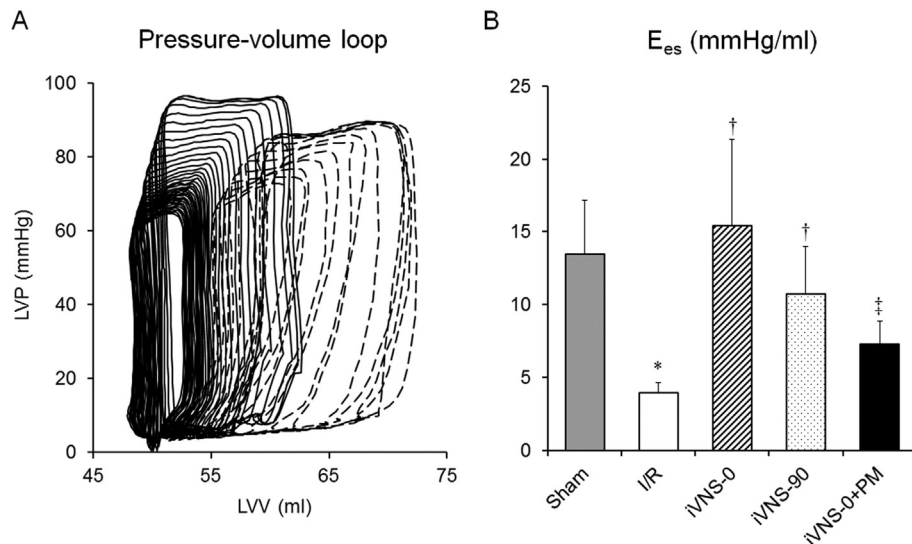 A
Pressure-volume loop
100
80
60
40
20
0
LVP (mmHg)
45
55
65
75
LVV (ml)
B
Ees (mmHg/ml)
25
20
15
10
5
0
*
†
†
‡
Sham
I/R
iVNS-0
iVNS-90
iVNS-0+PM